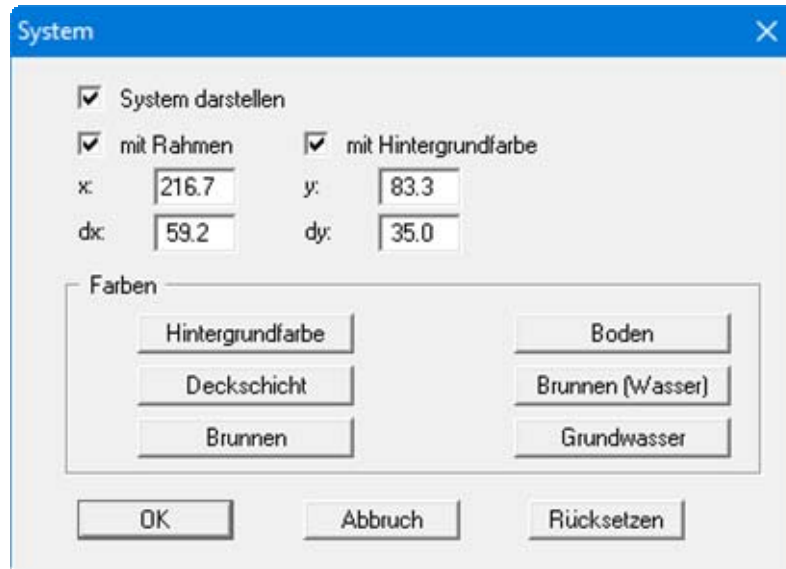 System
System darstellen
mit Rahmen mit Hintergrundfarbe
x: 216.7 y: 83.3
dx: 59.2 dy: 35.0
Farben
Hintergrundfarbe Boden
Deckschicht Brunnen (Wasser)
Brunnen Grundwasser
OK Abbruch Rücksetzen